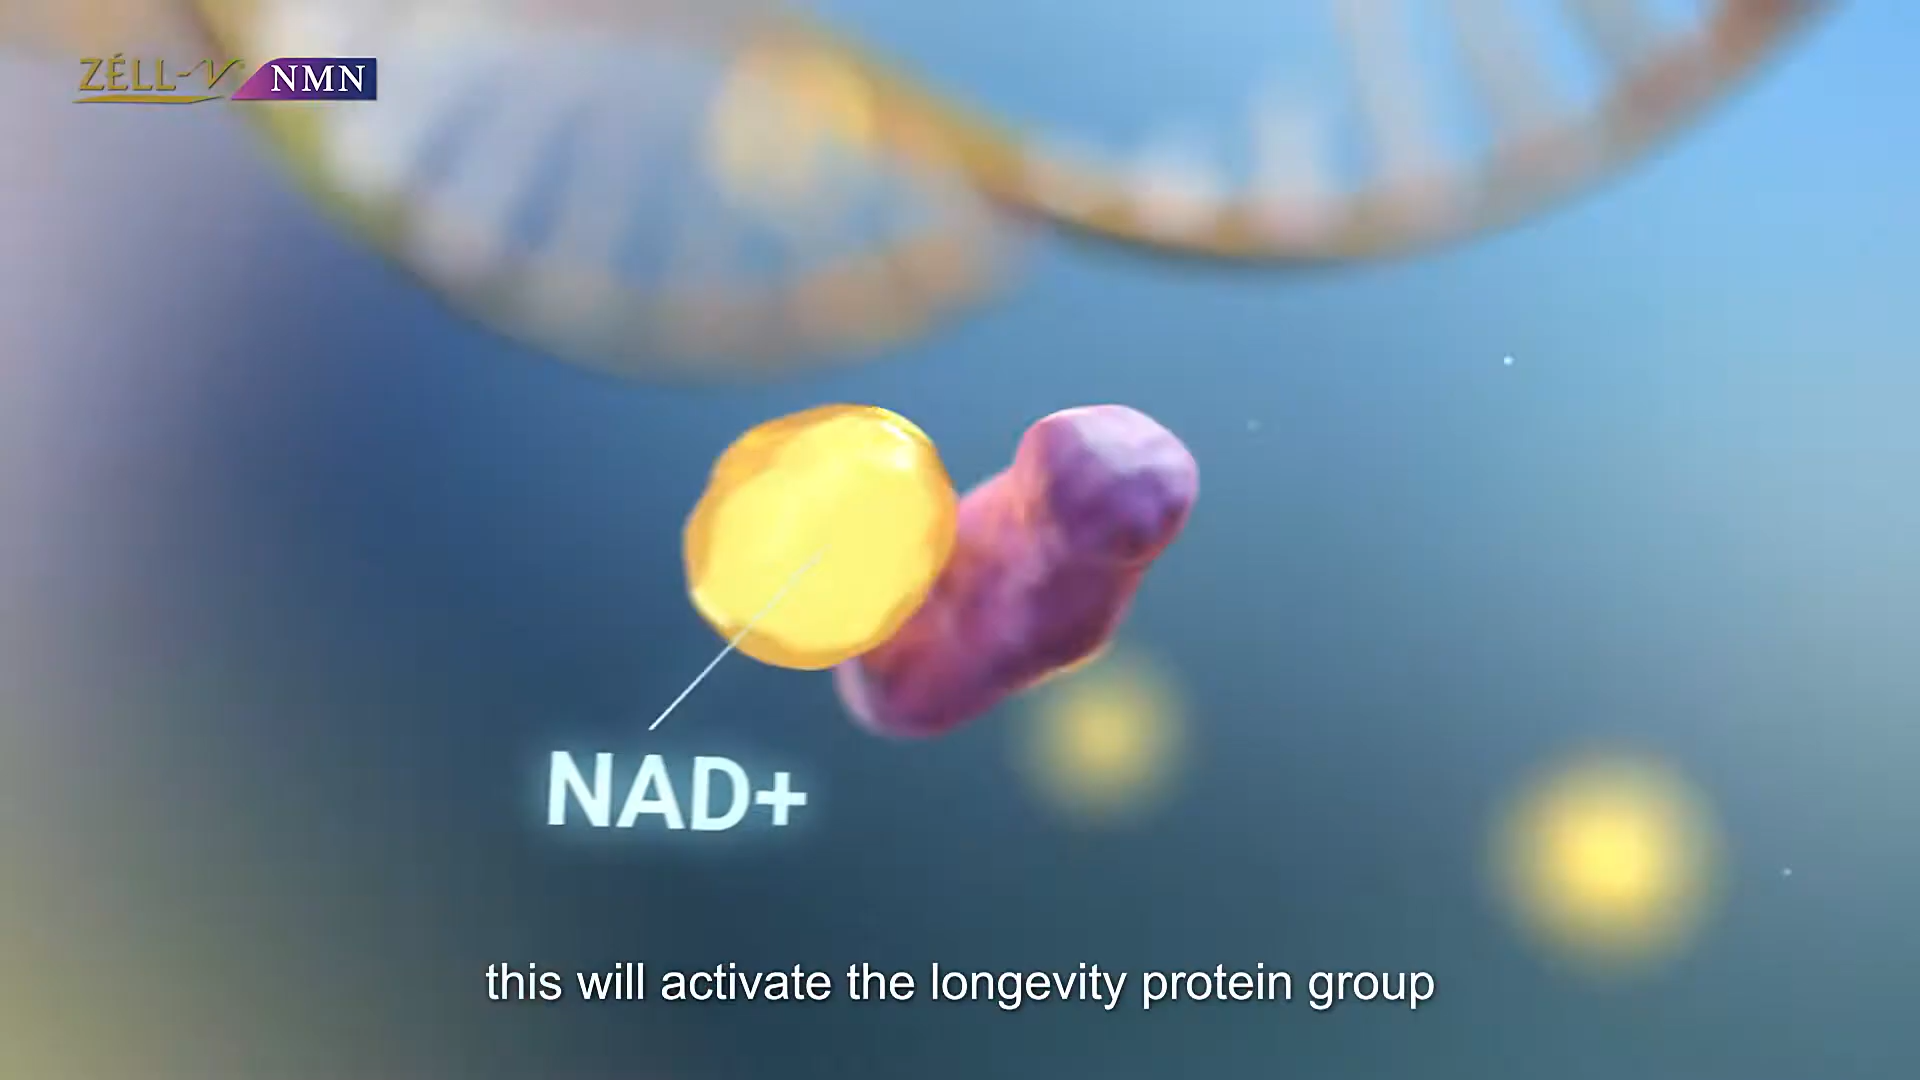 ZÉLL-V NMN
NAD+
this will activate the longevity protein group